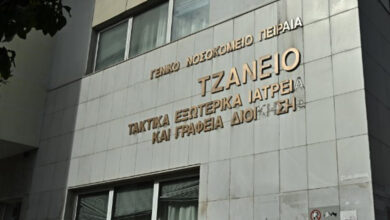 ΓΕΝΙΚΟ ΝΟΣΟΚΟΜΕΙΟ ΠΕΙΡΑΙΑ
ΤΖΑΝΕΙΟ
ΤΑΚΤΙΚΑ ΕΞΩΤΕΡΙΚΑ ΙΑΤΡΕΙΑ
ΚΑΙ ΓΡΑΦΕΙΑ ΔΙΟΙΚΗΣΗΣ